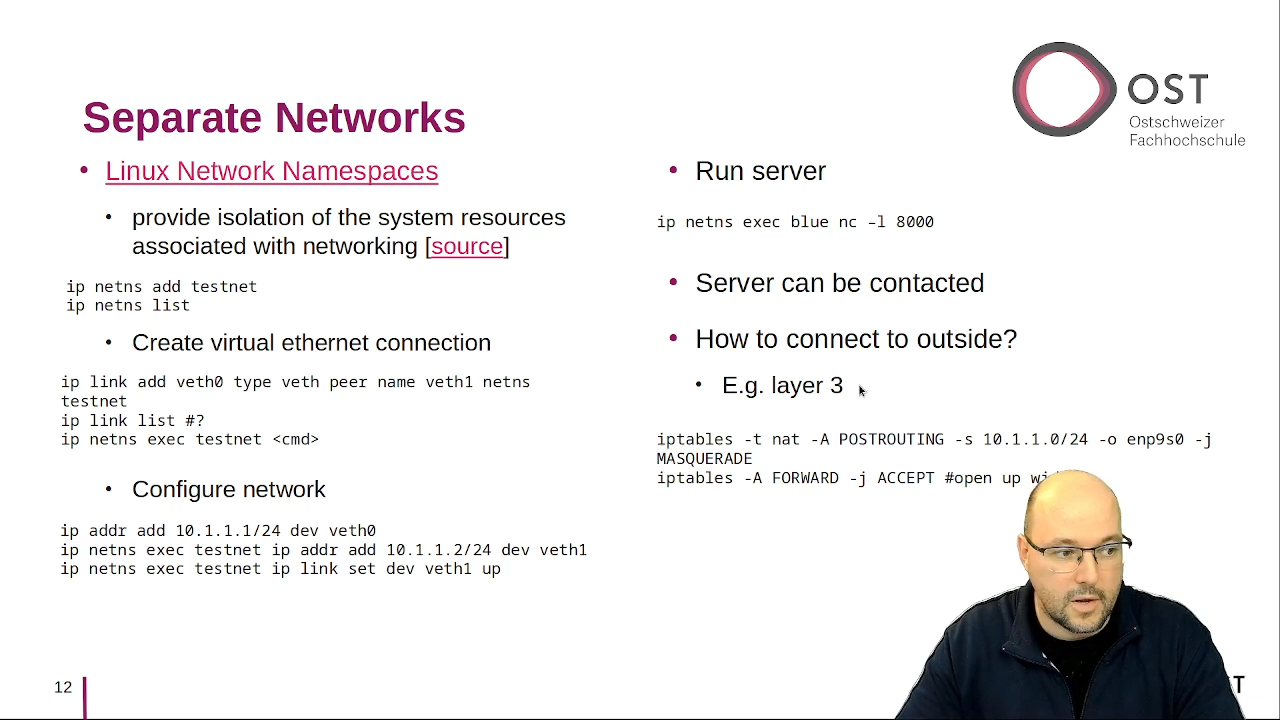 OST
Ostschweizer
Fachhochschule
Separate Networks
• Linux Network Namespaces
• provide isolation of the system resources
associated with networking [source]
ip netns add testnet
ip netns list
• Create virtual ethernet connection
ip link add veth0 type veth peer name veth1 netns
testnet
ip link list #?
ip netns exec testnet <cmd>
• Configure network
ip addr add 10.1.1.1/24 dev veth0
ip netns exec testnet ip addr add 10.1.1.2/24 dev veth1
ip netns exec testnet ip link set dev veth1 up
• Run server
ip netns exec blue nc –l 8000
• Server can be contacted
• How to connect to outside?
• E.g. layer 3
iptables -t nat -A POSTROUTING -s 10.1.1.0/24 -o enp9s0 -j
MASQUERADE
iptables -A FORWARD -j ACCEPT #open up
12